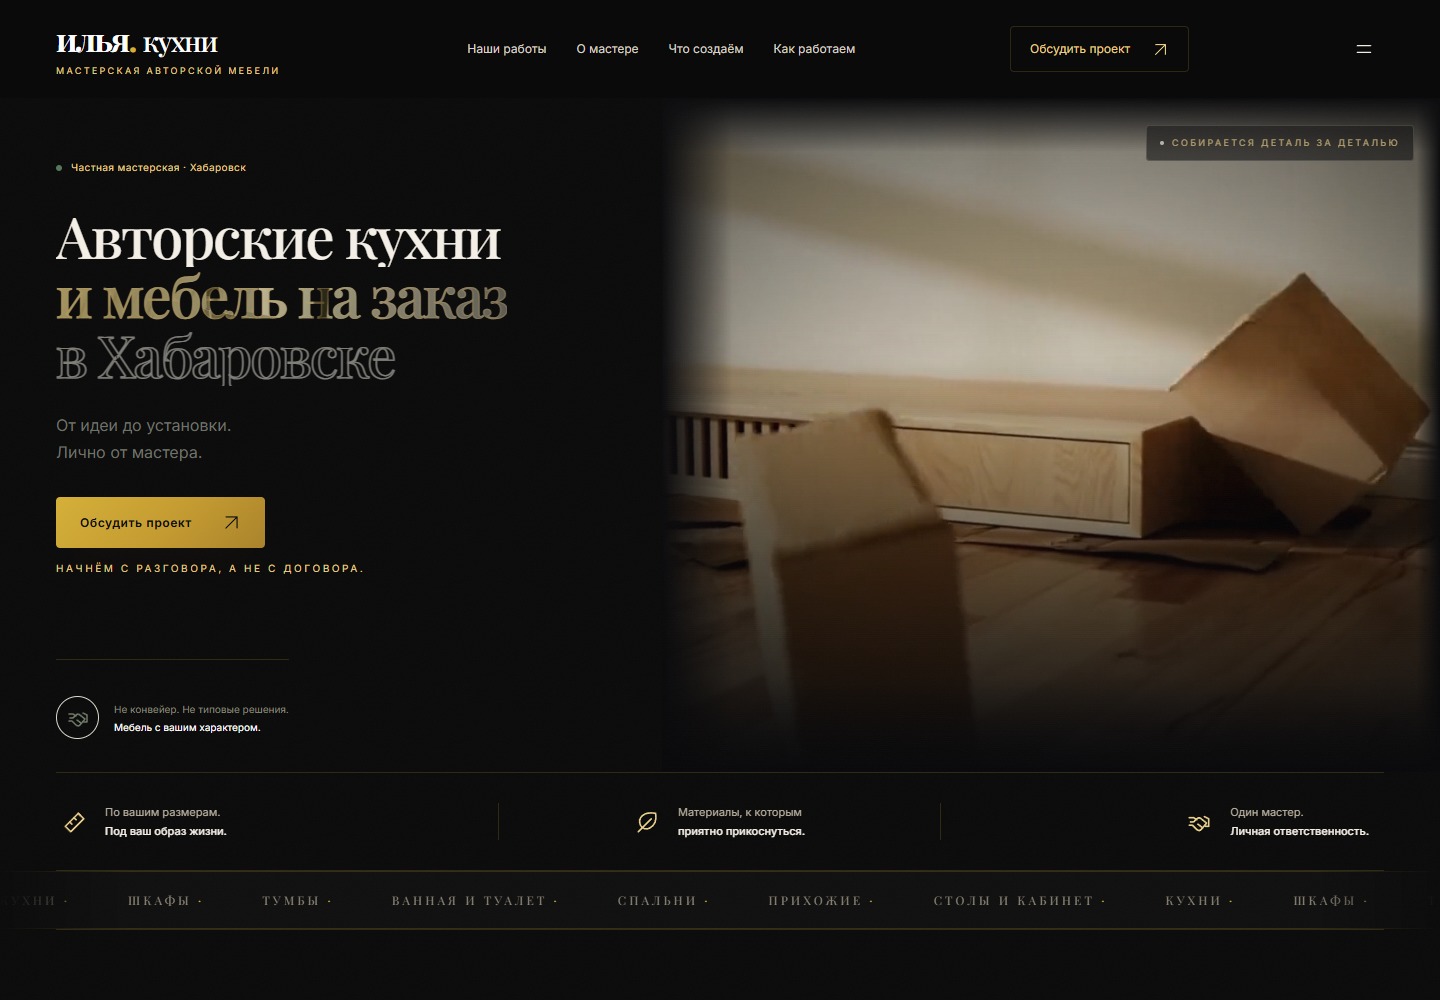 ИЛЬЯ. кухни
МАСТЕРСКАЯ АВТОРСКОЙ МЕБЕЛИ
Наши работы
О мастере
Что создаём
Как работаем
Обсудить проект
СОБИРАЕТСЯ ДЕТАЛЬ ЗА ДЕТАЛЬЮ
Частная мастерская · Хабаровск
Авторские кухни
и мебель на заказ
в Хабаровске
От идеи до установки.
Лично от мастера.
Обсудить проект
НАЧНЁМ С РАЗГОВОРА, А НЕ С ДОГОВОРА.
Не конвейер. Не типовые решения.
Мебель с вашим характером.
По вашим размерам.
Под ваш образ жизни.
Материалы, к которым
приятно прикоснуться.
Один мастер.
Личная ответственность.
КУХНИ · ШКАФЫ · ТУМБЫ · ВАННАЯ И ТУАЛЕТ · СПАЛЬНИ · ПРИХОЖИЕ · СТОЛЫ И КАБИНЕТ · КУХНИ · ШКАФЫ ·